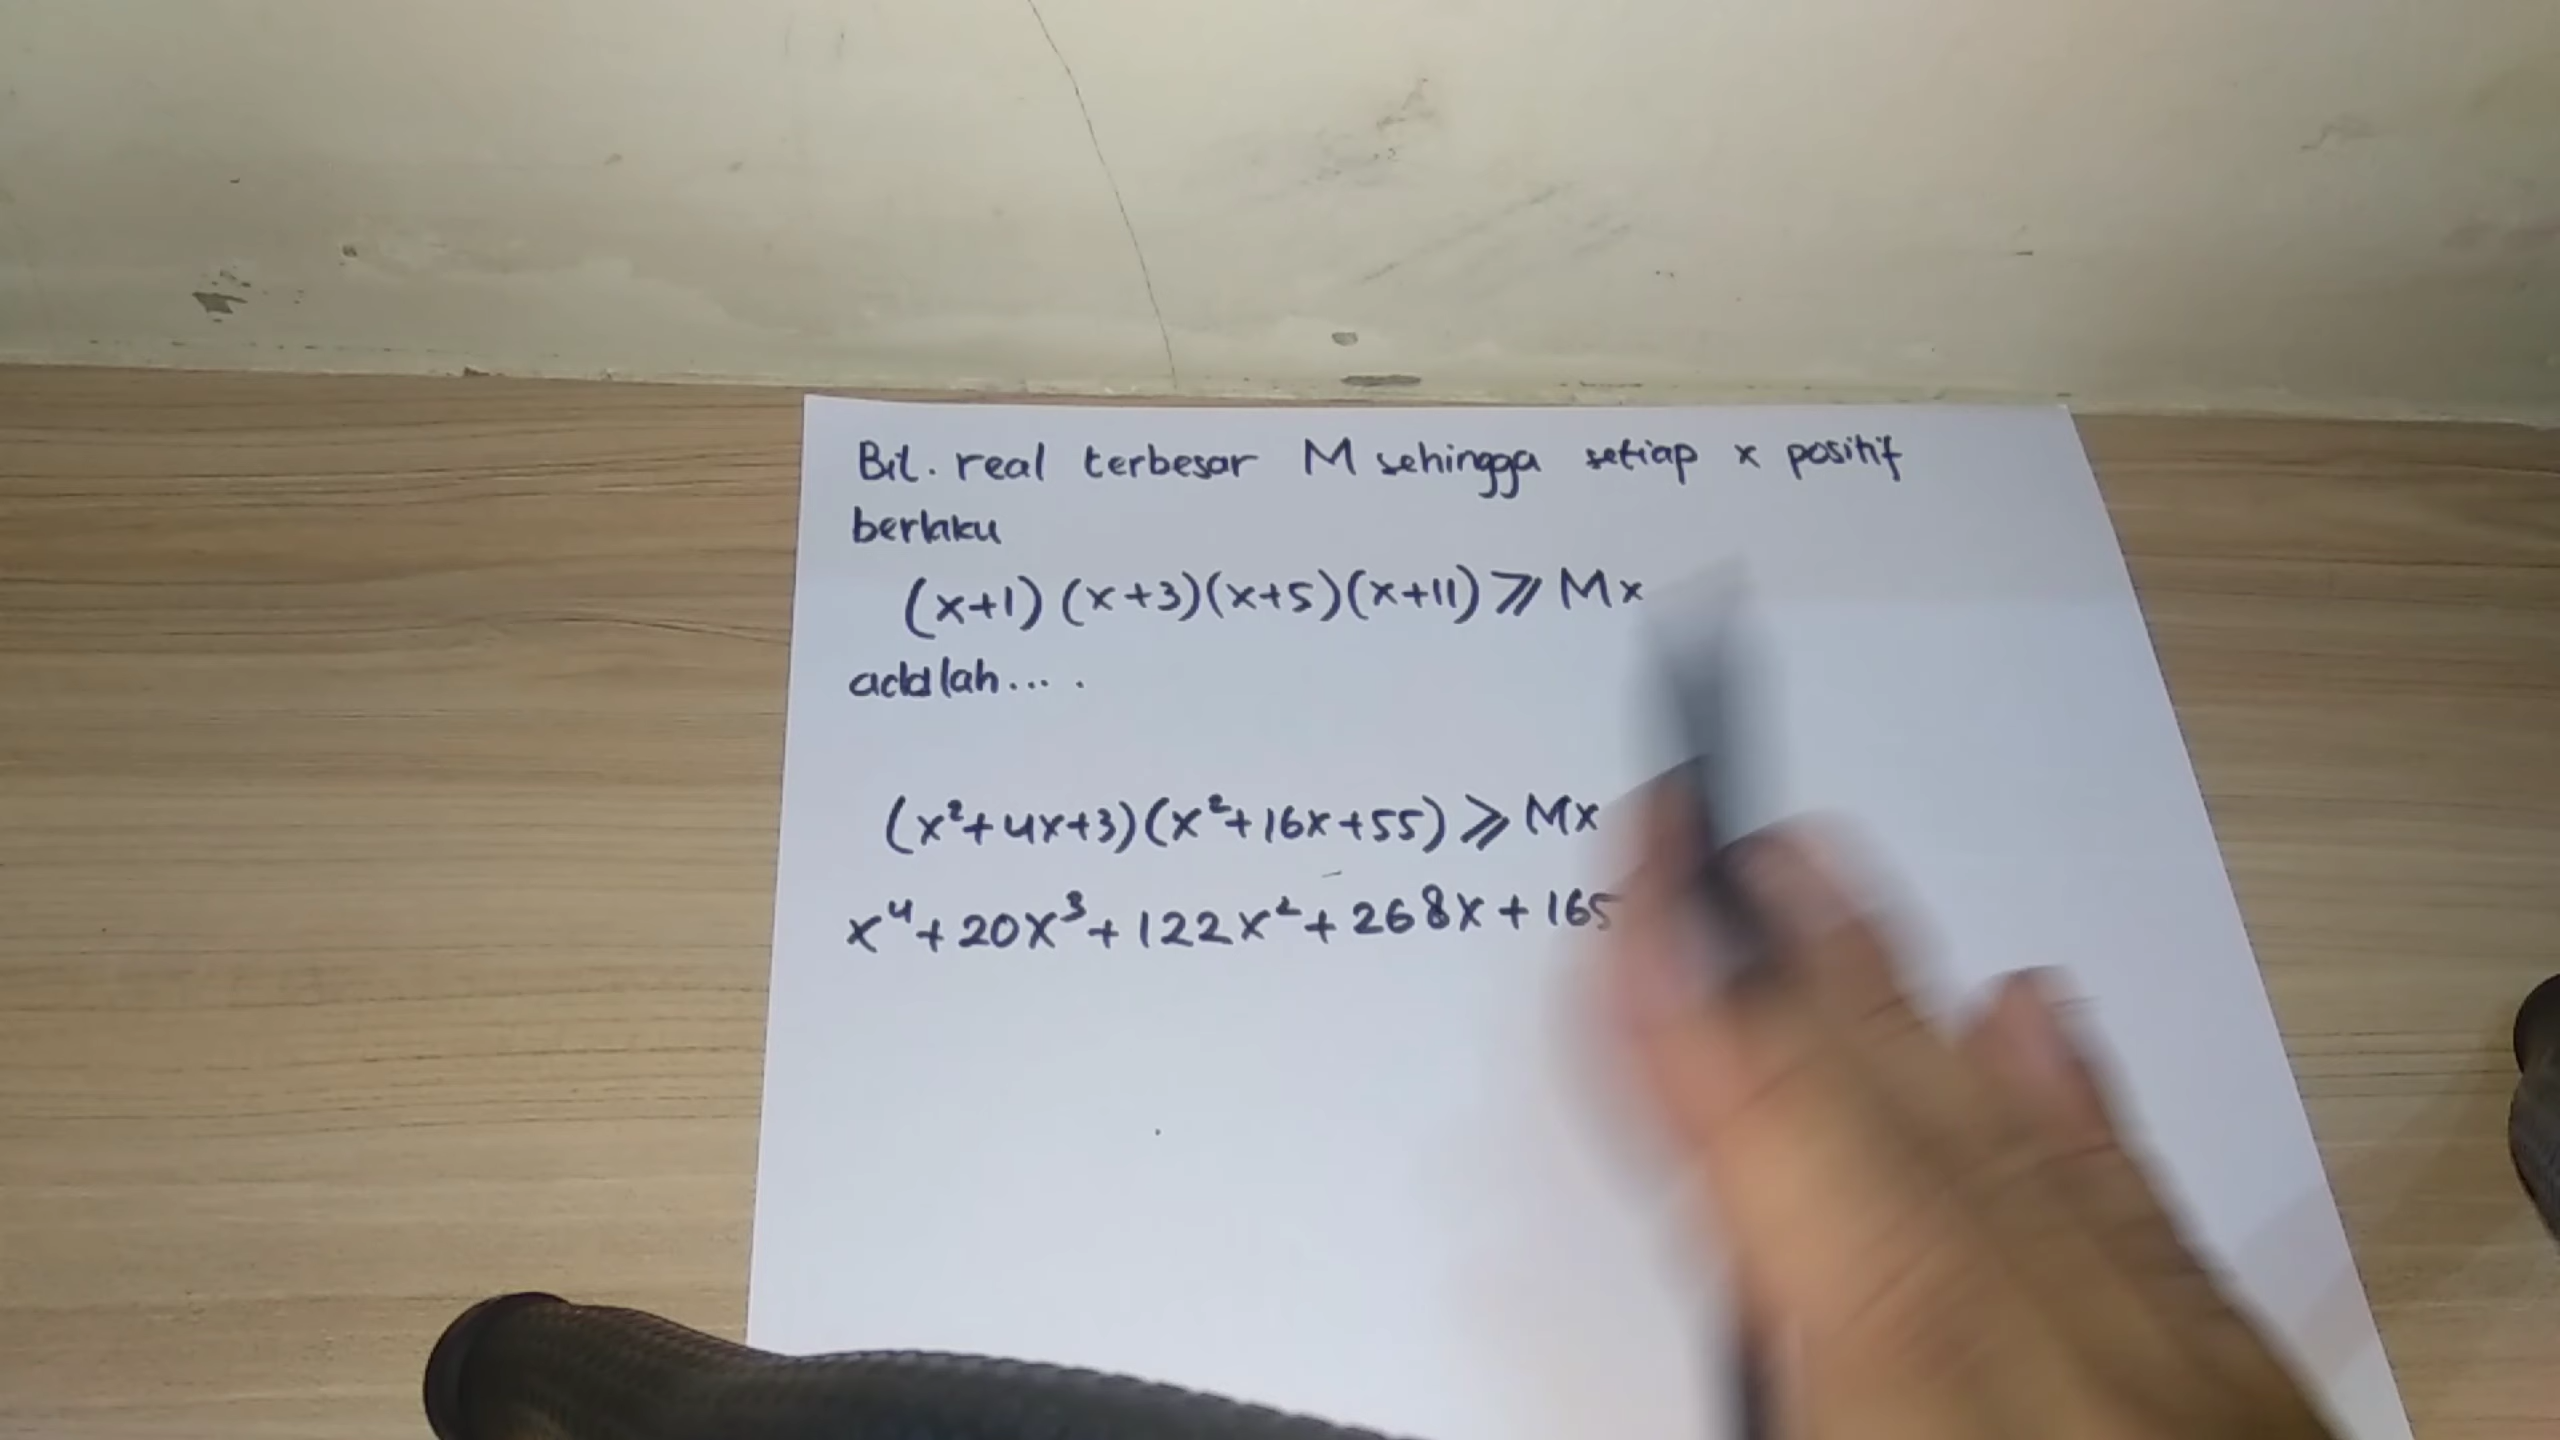 Bil. real terbesar M sehingga setiap x positif
berlaku
(x+1)(x+3)(x+5)(x+11) ⩾ Mx
adalah....
(x²+4x+3)(x²+16x+55) ⩾ Mx
x⁴+20x³+122x²+268x+165